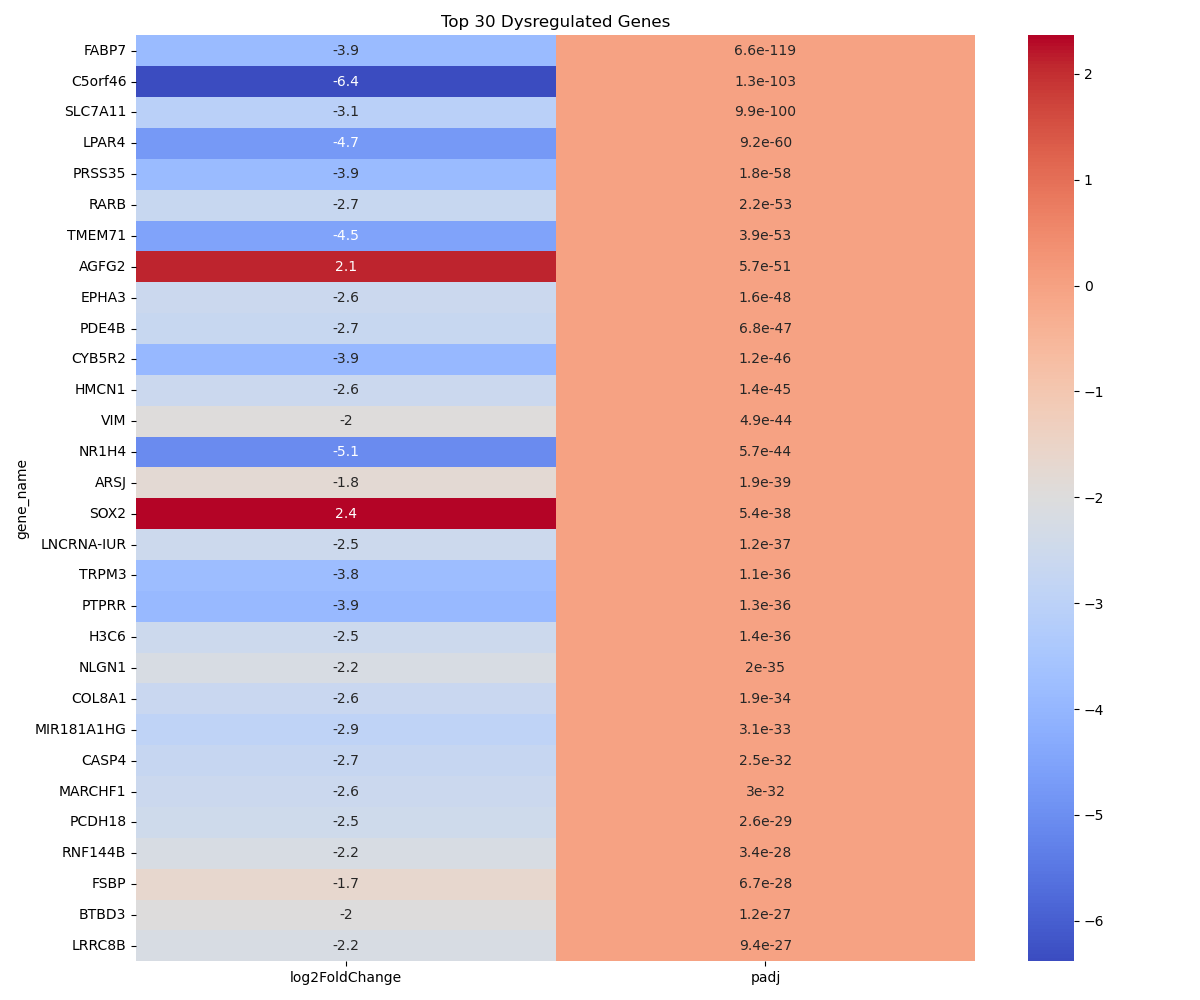 Top 30 Dysregulated Genes
gene_name
FABP7 -3.9 6.6e-119
C5orf46 -6.4 1.3e-103
SLC7A11 -3.1 9.9e-100
LPAR4 -4.7 9.2e-60
PRSS35 -3.9 1.8e-58
RARB -2.7 2.2e-53
TMEM71 -4.5 3.9e-53
AGFG2 2.1 5.7e-51
EPHA3 -2.6 1.6e-48
PDE4B -2.7 6.8e-47
CYB5R2 -3.9 1.2e-46
HMCN1 -2.6 1.4e-45
VIM -2 4.9e-44
NR1H4 -5.1 5.7e-44
ARSJ -1.8 1.9e-39
SOX2 2.4 5.4e-38
LNCRNA-IUR -2.5 1.2e-37
TRPM3 -3.8 1.1e-36
PTPRR -3.9 1.3e-36
H3C6 -2.5 1.4e-36
NLGN1 -2.2 2e-35
COL8A1 -2.6 1.9e-34
MIR181A1HG -2.9 3.1e-33
CASP4 -2.7 2.5e-32
MARCHF1 -2.6 3e-32
PCDH18 -2.5 2.6e-29
RNF144B -2.2 3.4e-28
FSBP -1.7 6.7e-28
BTBD3 -2 1.2e-27
LRRC8B -2.2 9.4e-27
log2FoldChange padj
2
1
0
−1
−2
−3
−4
−5
−6